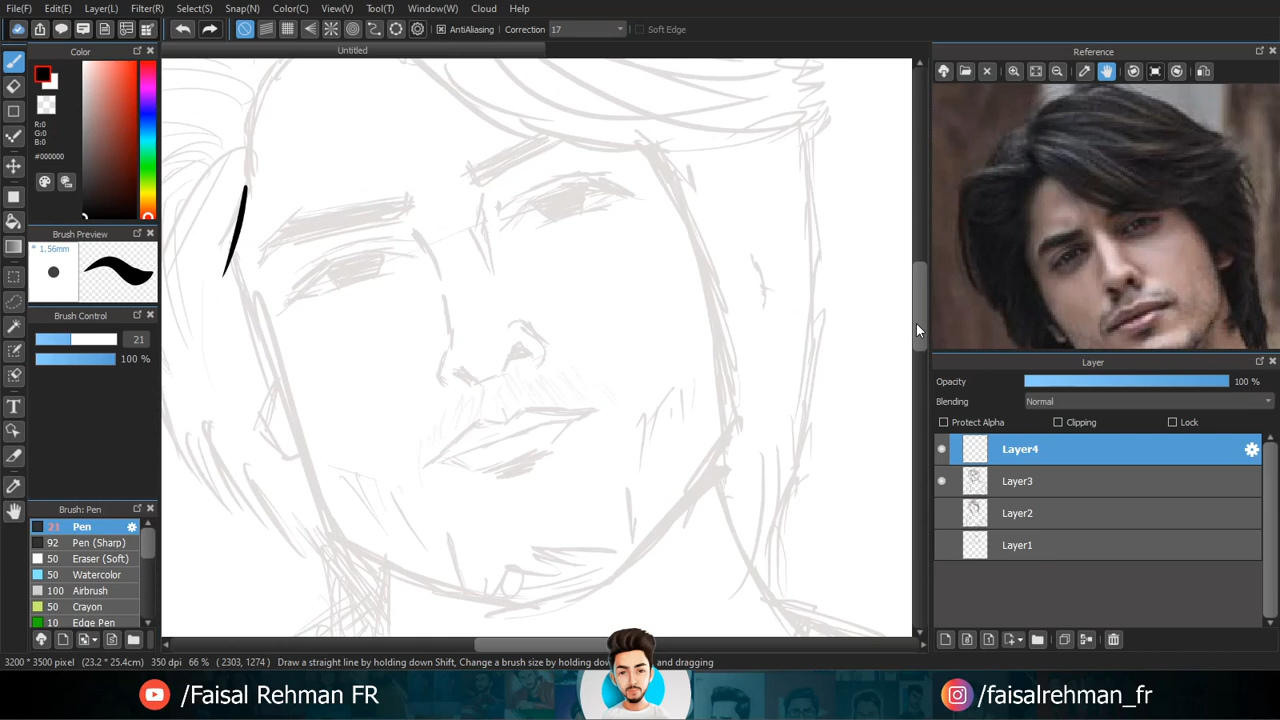 File(F) Edit(E) Layer(L) Filter(R) Select(S) Snap(N) Color(C) View(V) Tool(T) Window(W) Cloud Help
AntiAliasing Correction 17 Soft Edge
Color
Untitled
Reference
R:0
G:0
B:0
#000000
Brush Preview
* 1.56mm
Brush Control
21
100 %
Layer
Opacity 100 %
Blending Normal
Protect Alpha Clipping Lock
Layer4
Layer3
Layer2
Layer1
Brush: Pen
21 Pen
92 Pen (Sharp)
50 Eraser (Soft)
50 Watercolor
100 Airbrush
50 Crayon
10 Edge Pen
3200 * 3500 pixel (23.2 * 25.4cm) 350 dpi 66 % ( 2303, 1274 ) Draw a straight line by holding down Shift, Change a brush size by holding dow and dragging
/Faisal Rehman FR
/faisalrehman_fr